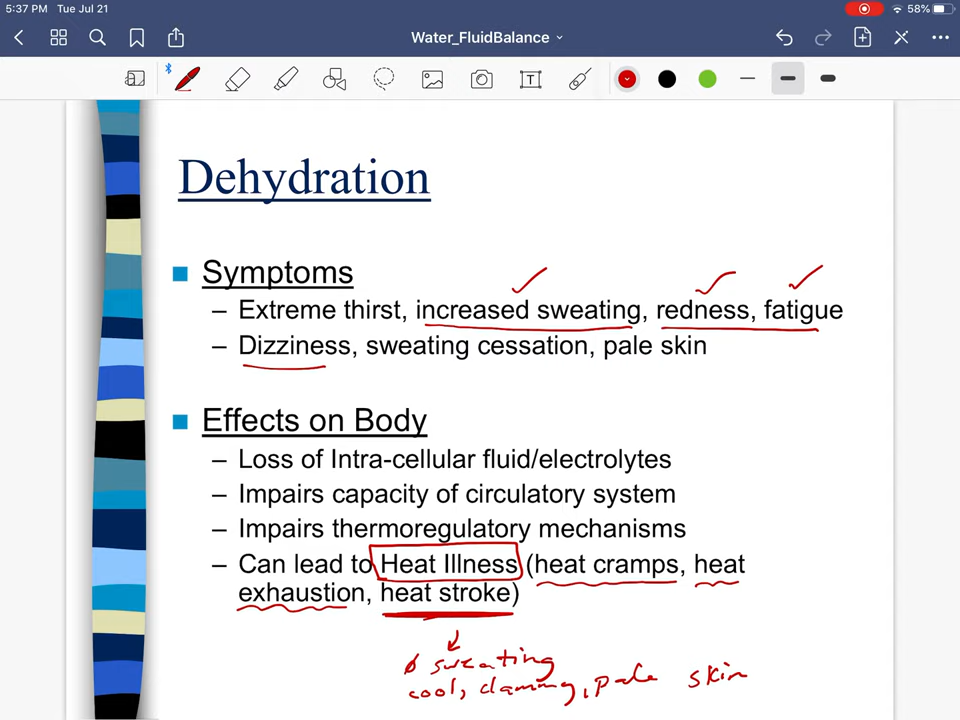 5:37 PM Tue Jul 21
58%
Water_FluidBalance
T
Dehydration
Symptoms
– Extreme thirst, increased sweating, redness, fatigue
– Dizziness, sweating cessation, pale skin
Effects on Body
– Loss of Intra-cellular fluid/electrolytes
– Impairs capacity of circulatory system
– Impairs thermoregulatory mechanisms
– Can lead to Heat Illness (heat cramps, heat
exhaustion, heat stroke)
ø sweating
cool, clammy, pale skin